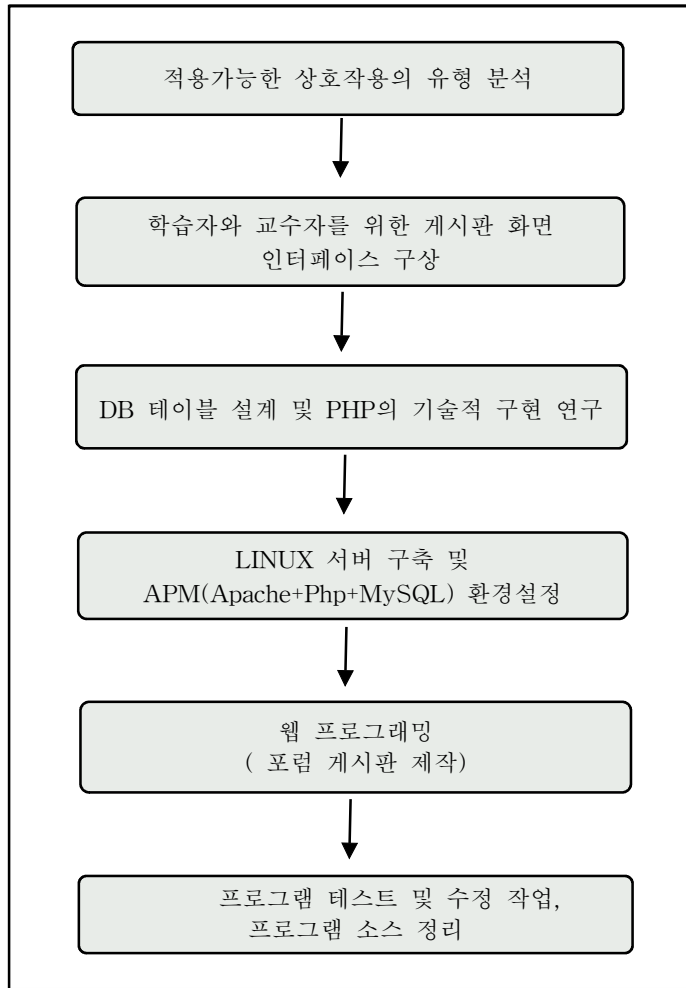 적용가능한 상호작용의 유형 분석
학습자와 교수자를 위한 게시판 화면
인터페이스 구상
DB 테이블 설계 및 PHP의 기술적 구현 연구
LINUX 서버 구축 및
APM(Apache+Php+MySQL) 환경설정
웹 프로그래밍
( 포럼 게시판 제작)
프로그램 테스트 및 수정 작업,
프로그램 소스 정리